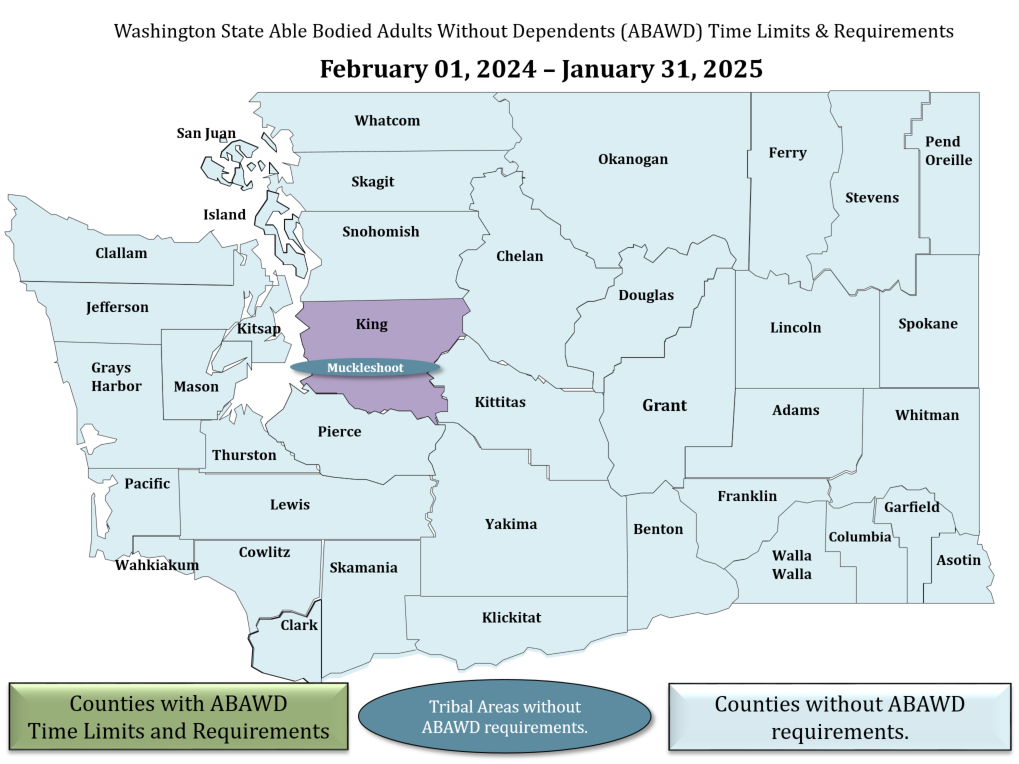 Washington State Able Bodied Adults Without Dependents (ABAWD) Time Limits & Requirements
February 01, 2024 – January 31, 2025
Whatcom
San Juan
Okanogan
Ferry
Pend
Oreille
Skagit
Stevens
Island
Snohomish
Clallam
Chelan
Douglas
Jefferson
King
Kitsap
Lincoln
Spokane
Muckleshoot
Grays
Harbor
Mason
Kittitas
Grant
Adams
Whitman
Pierce
Thurston
Pacific
Franklin
Lewis
Garfield
Yakima
Benton
Columbia
Cowlitz
Wahkiakum
Skamania
Walla
Walla
Asotin
Klickitat
Clark
Counties with ABAWD
Time Limits and Requirements
Tribal Areas without
ABAWD requirements.
Counties without ABAWD
requirements.